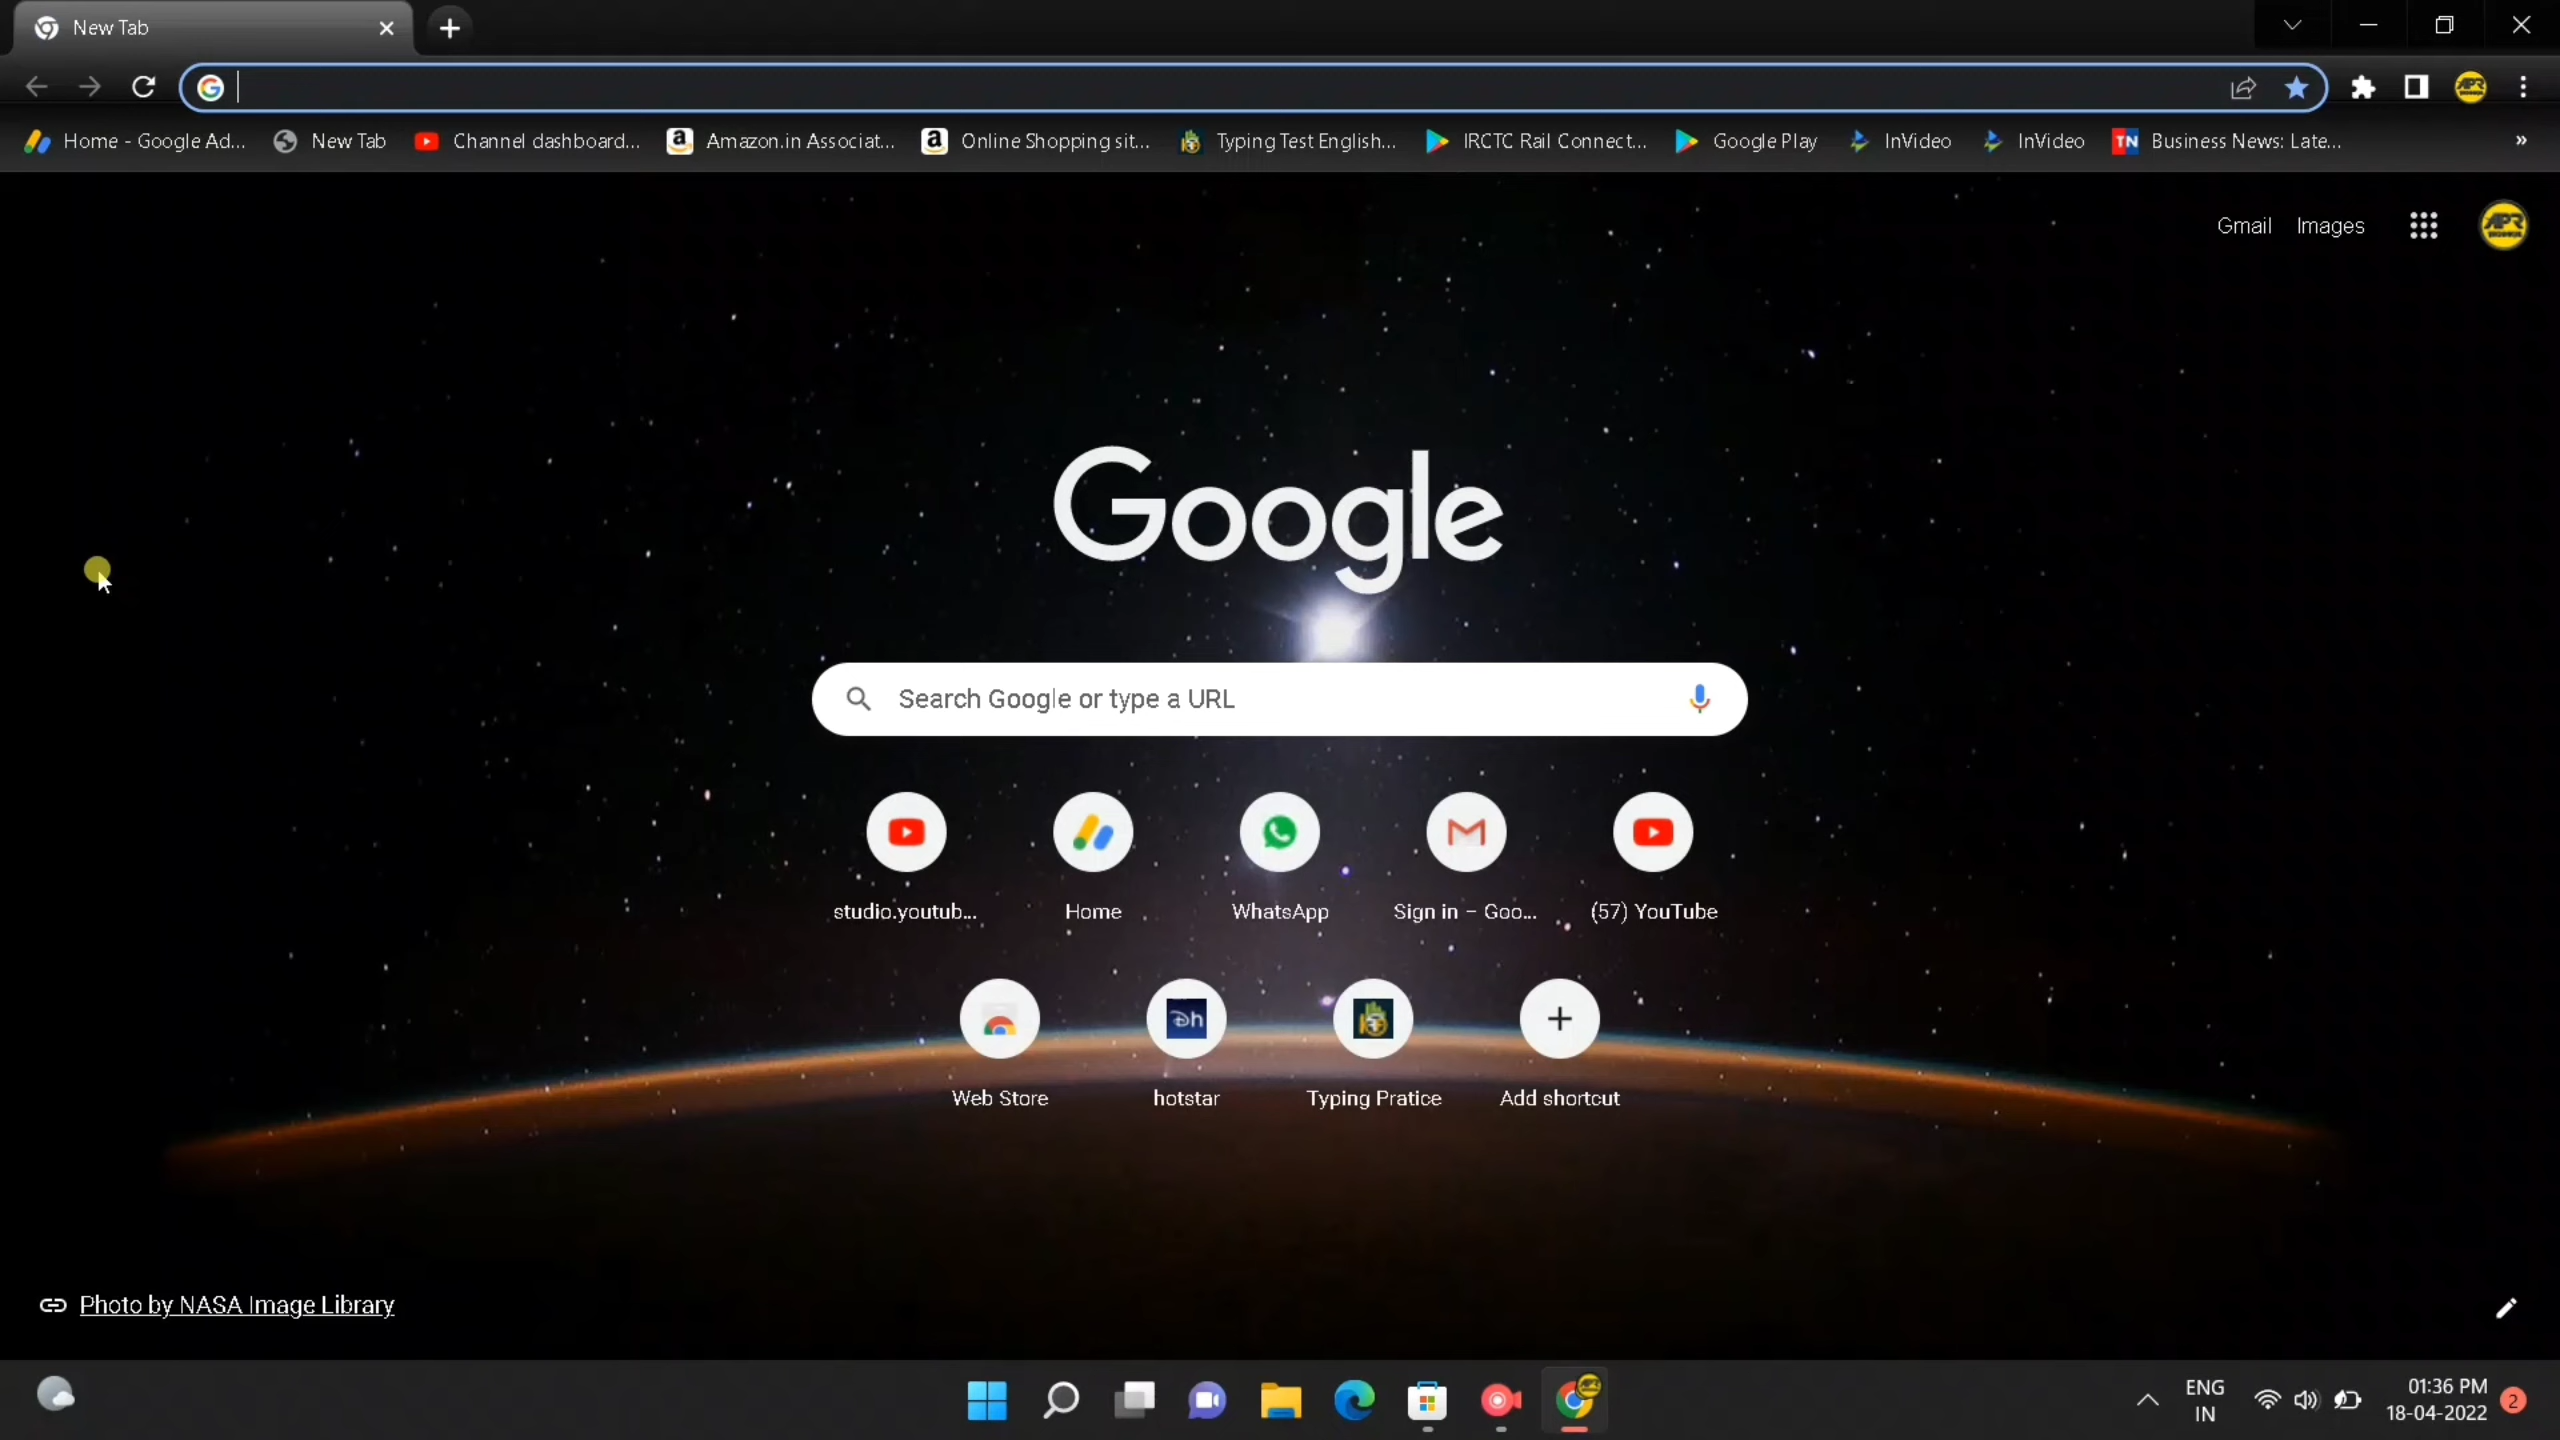 New Tab
Home - Google Ad...
New Tab
Channel dashboard...
Amazon.in Associat...
Online Shopping sit...
Typing Test English...
IRCTC Rail Connect...
Google Play
InVideo
InVideo
TN Business News: Late...
Gmail Images
Google
Search Google or type a URL
studio.youtub...
Home
WhatsApp
Sign in – Goo...
(57) YouTube
Web Store
hotstar
Typing Pratice
Add shortcut
Photo by NASA Image Library
ENG
IN
01:36 PM
18-04-2022
2